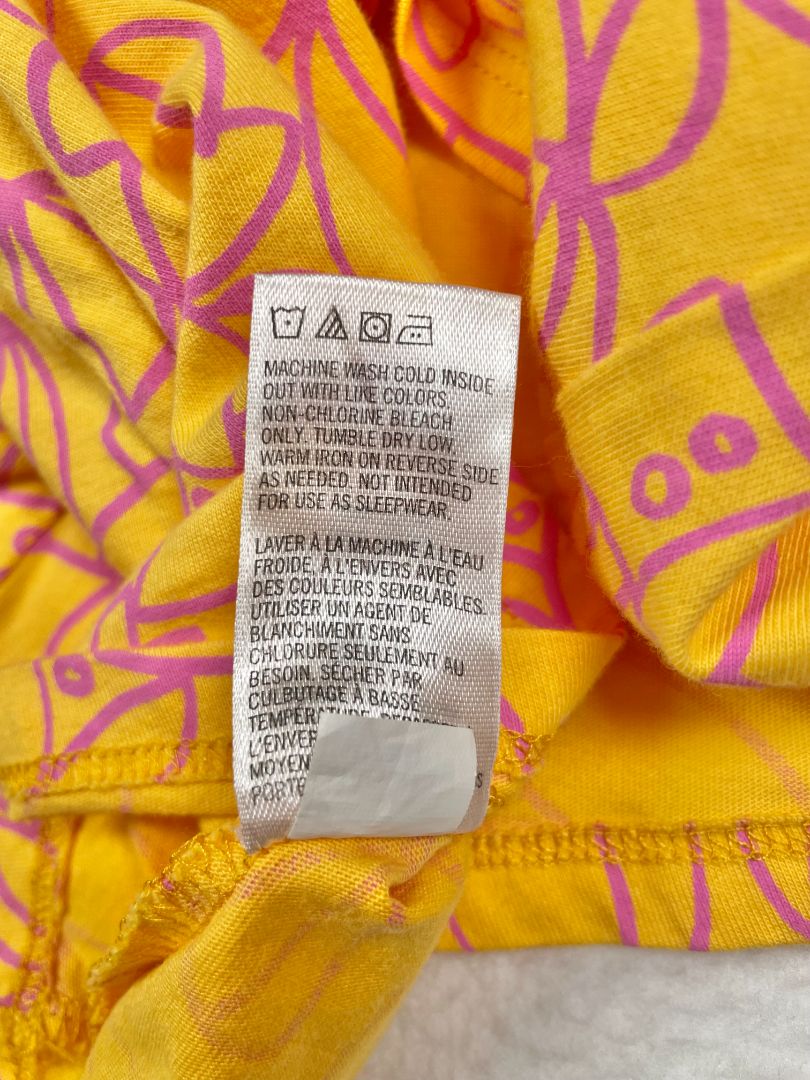 MACHINE WASH COLD INSIDE
OUT WITH LIKE COLORS
NON-CHLORINE BLEACH
ONLY. TUMBLE DRY LOW.
WARM IRON ON REVERSE SIDE
AS NEEDED. NOT INTENDED
FOR USE AS SLEEPWEAR.
LAVER À LA MACHINE À L'EAU
FROIDE, À L'ENVERS AVEC
DES COULEURS SEMBLABLES.
UTILISER UN AGENT DE
BLANCHIMENT SANS
CHLORURE SEULEMENT AU
BESOIN, SÉCHER PAR
CULBUTAGE À BASSE
TEMPÉRATURE.